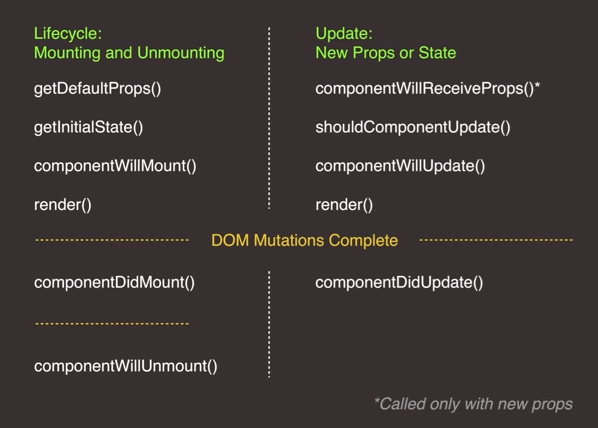 Lifecycle:
Mounting and Unmounting
getDefaultProps()
getInitialState()
componentWillMount()
render()
Update:
New Props or State
componentWillReceiveProps()*
shouldComponentUpdate()
componentWillUpdate()
render()
DOM Mutations Complete
componentDidMount()
componentDidUpdate()
componentWillUnmount()
*Called only with new props